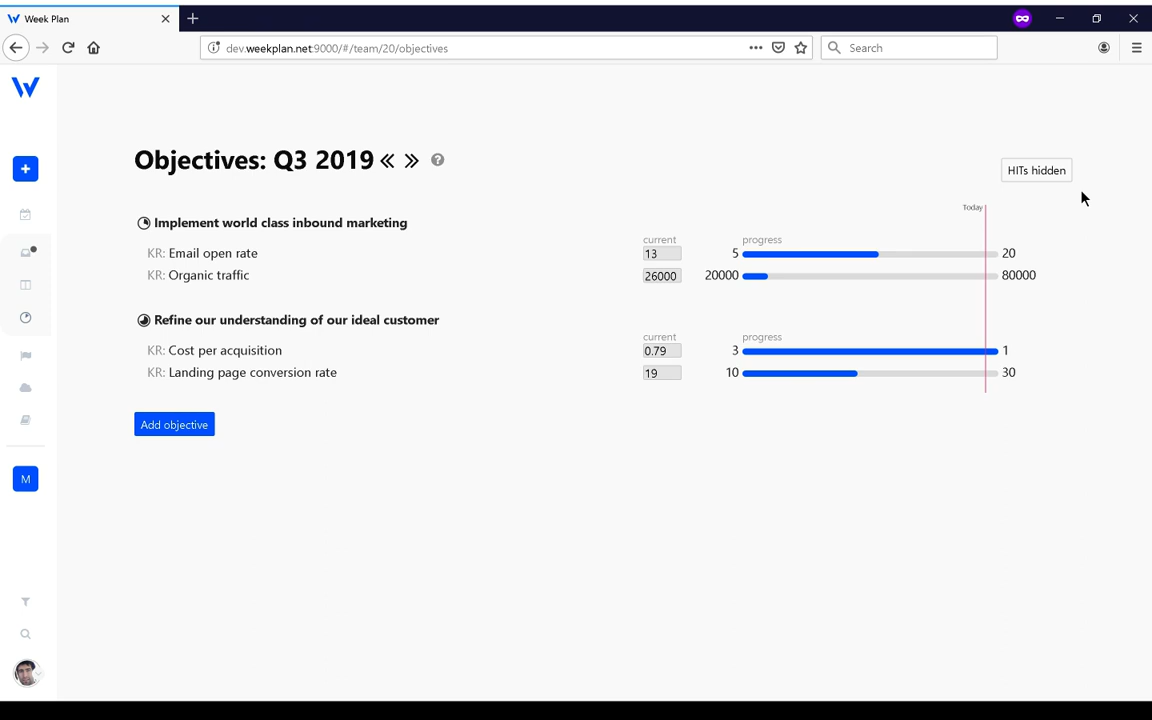 Week Plan
dev.weekplan.net:9000/#/team/20/objectives
Search
Objectives: Q3 2019
HITs hidden
Today
Implement world class inbound marketing
current progress
KR: Email open rate 13 5 20
KR: Organic traffic 26000 20000 80000
Refine our understanding of our ideal customer
current progress
KR: Cost per acquisition 0.79 3 1
KR: Landing page conversion rate 19 10 30
Add objective
M